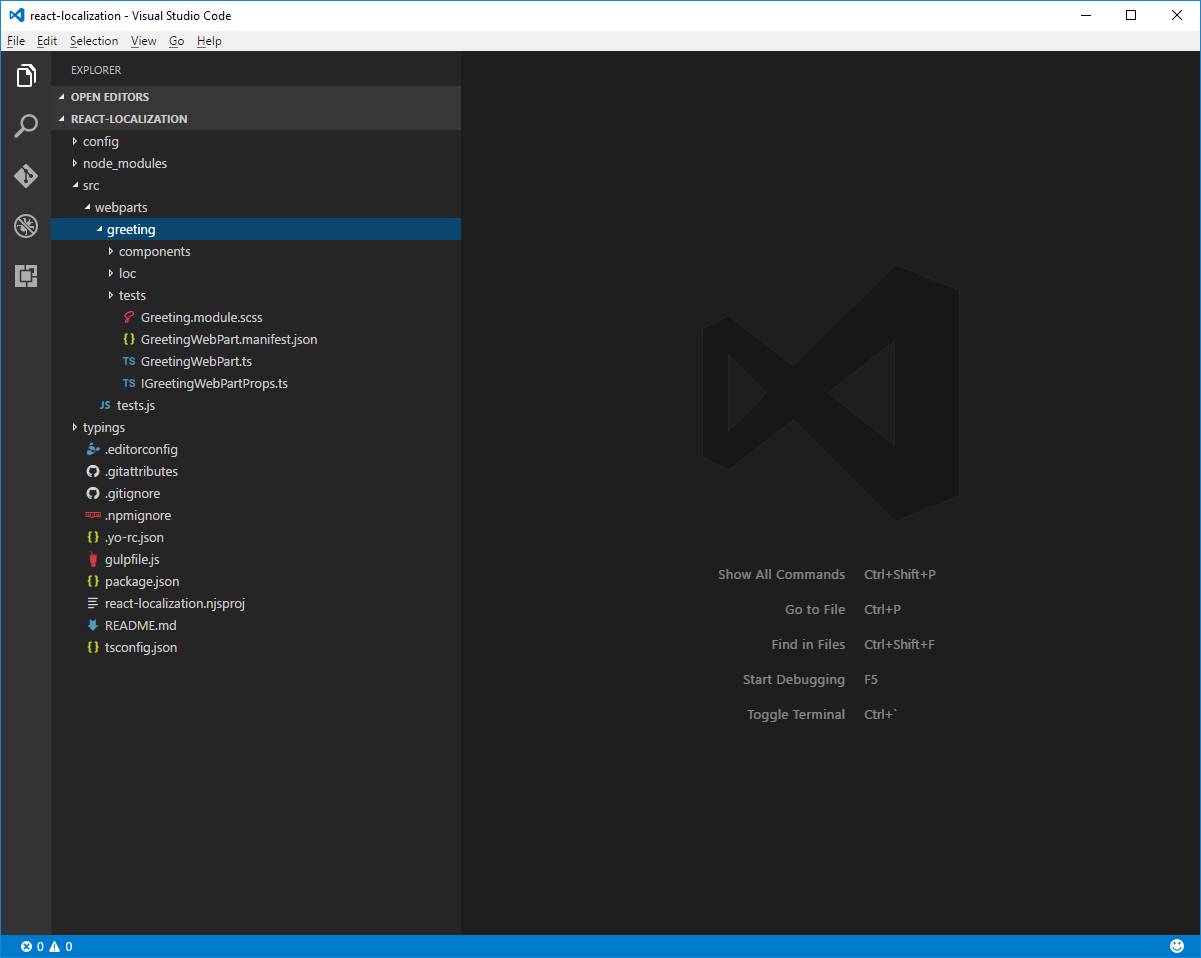 react-localization - Visual Studio Code
File Edit Selection View Go Help
EXPLORER
OPEN EDITORS
REACT-LOCALIZATION
config
node_modules
src
webparts
greeting
components
loc
tests
Greeting.module.scss
{} GreetingWebPart.manifest.json
TS GreetingWebPart.ts
TS IGreetingWebPartProps.ts
JS tests.js
typings
.editorconfig
.gitattributes
.gitignore
npm .npmignore
{} .yo-rc.json
gulpfile.js
{} package.json
react-localization.njsproj
README.md
{} tsconfig.json
Show All Commands Ctrl+Shift+P
Go to File Ctrl+P
Find in Files Ctrl+Shift+F
Start Debugging F5
Toggle Terminal Ctrl+`
0 0